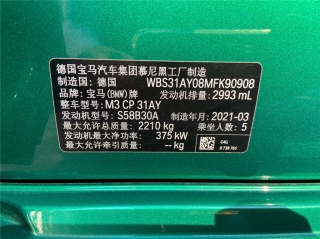 德国宝马汽车集团慕尼黑工厂制造
制造国: 德国 WBS31AY08MFK90908
品牌: 宝马(BMW)牌 发动机排量: 2993 mL
整车型号: M3 CP 31AY
发动机型号: S58B30A 制造年月: 2021-03
最大允许总质量: 2210 kg 乘坐人数: 5
发动机最大净功率: 375 kW
最大允许牵引质量: -- kg